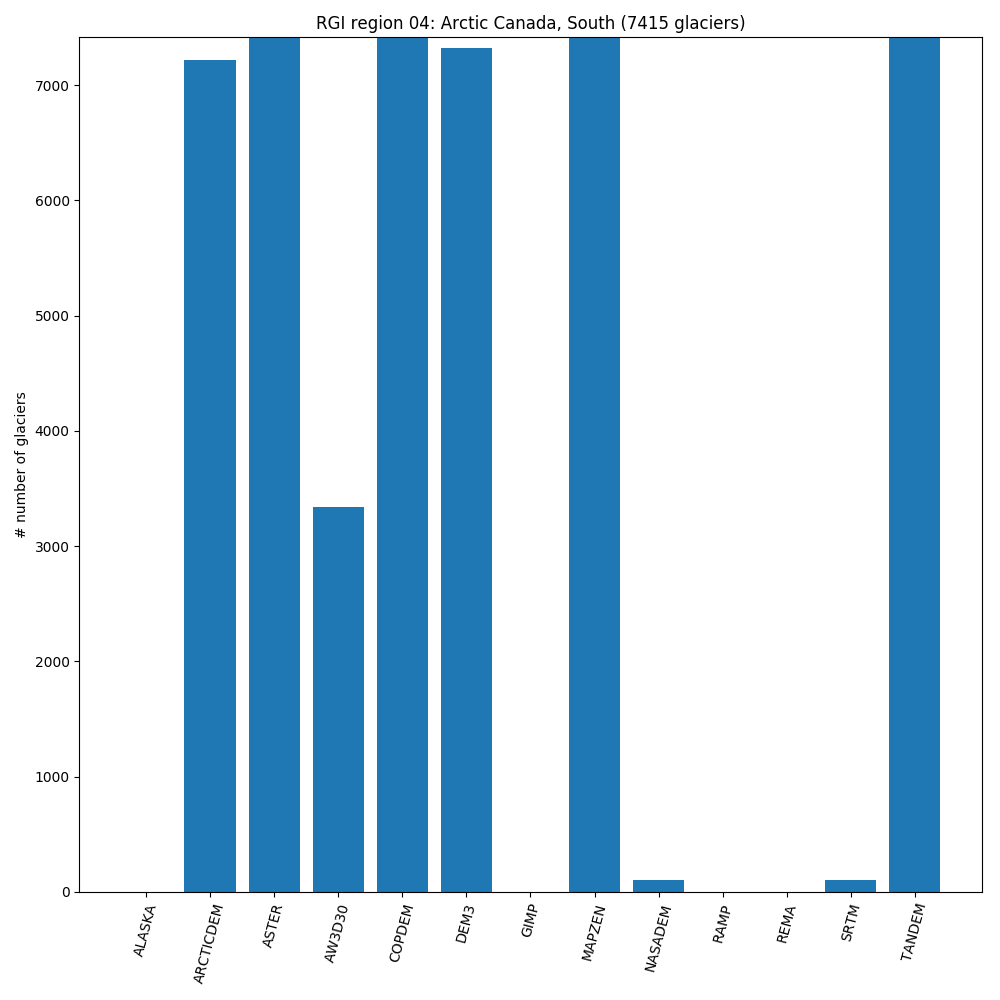 RGI region 04: Arctic Canada, South (7415 glaciers)
# number of glaciers
7000
6000
5000
4000
3000
2000
1000
0
ALASKA
ARCTICDEM
ASTER
AW3D30
COPDEM
DEM3
GIMP
MAPZEN
NASADEM
RAMP
REMA
SRTM
TANDEM